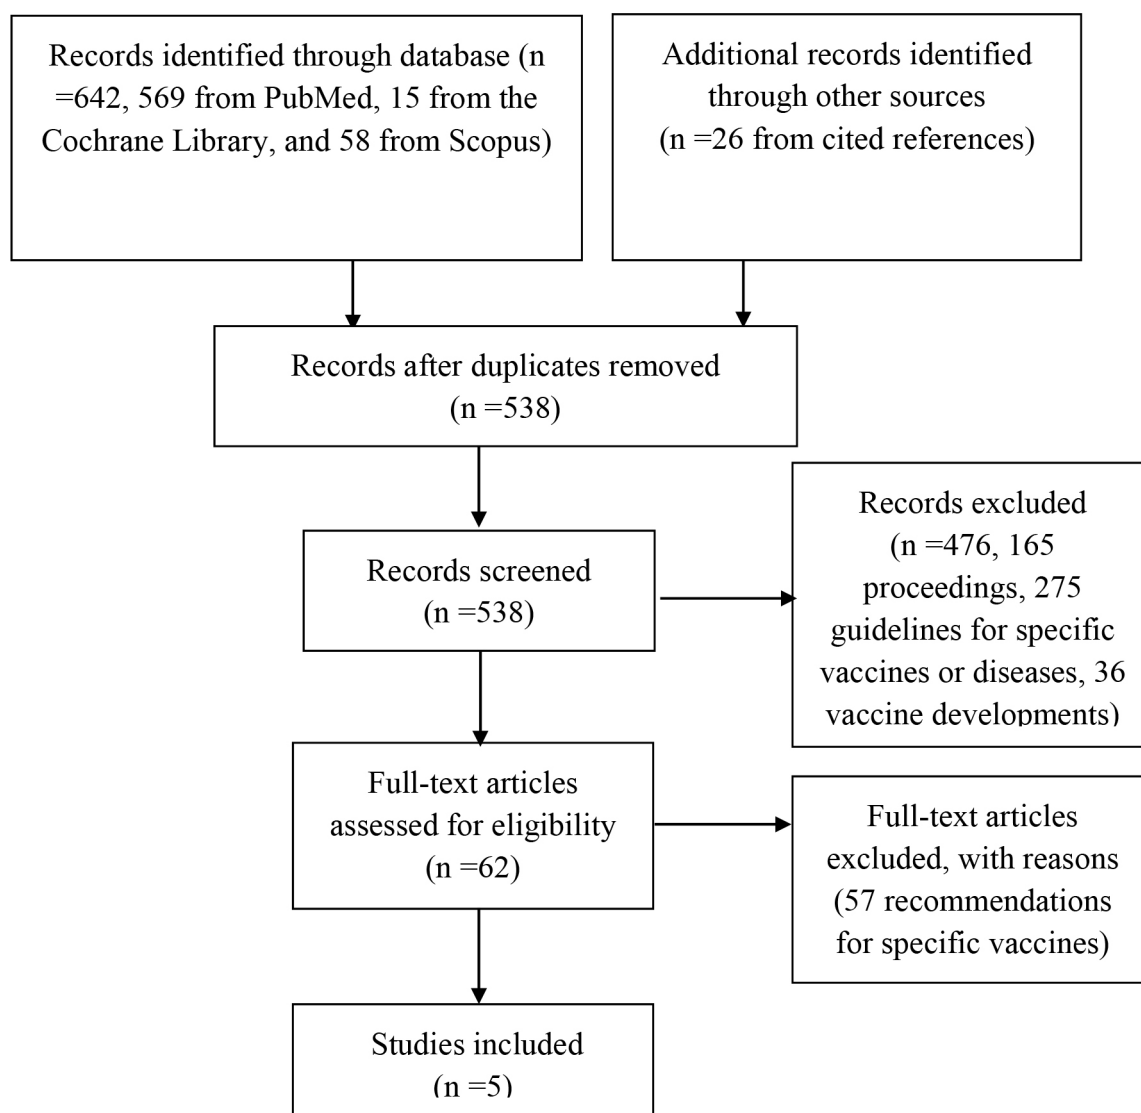 Records identified through database (n
=642, 569 from PubMed, 15 from the
Cochrane Library, and 58 from Scopus)
Additional records identified
through other sources
(n =26 from cited references)
Records after duplicates removed
(n =538)
Records screened
(n =538)
Records excluded
(n =476, 165
proceedings, 275
guidelines for specific
vaccines or diseases, 36
vaccine developments)
Full-text articles
assessed for eligibility
(n =62)
Full-text articles
excluded, with reasons
(57 recommendations
for specific vaccines)
Studies included
(n =5)